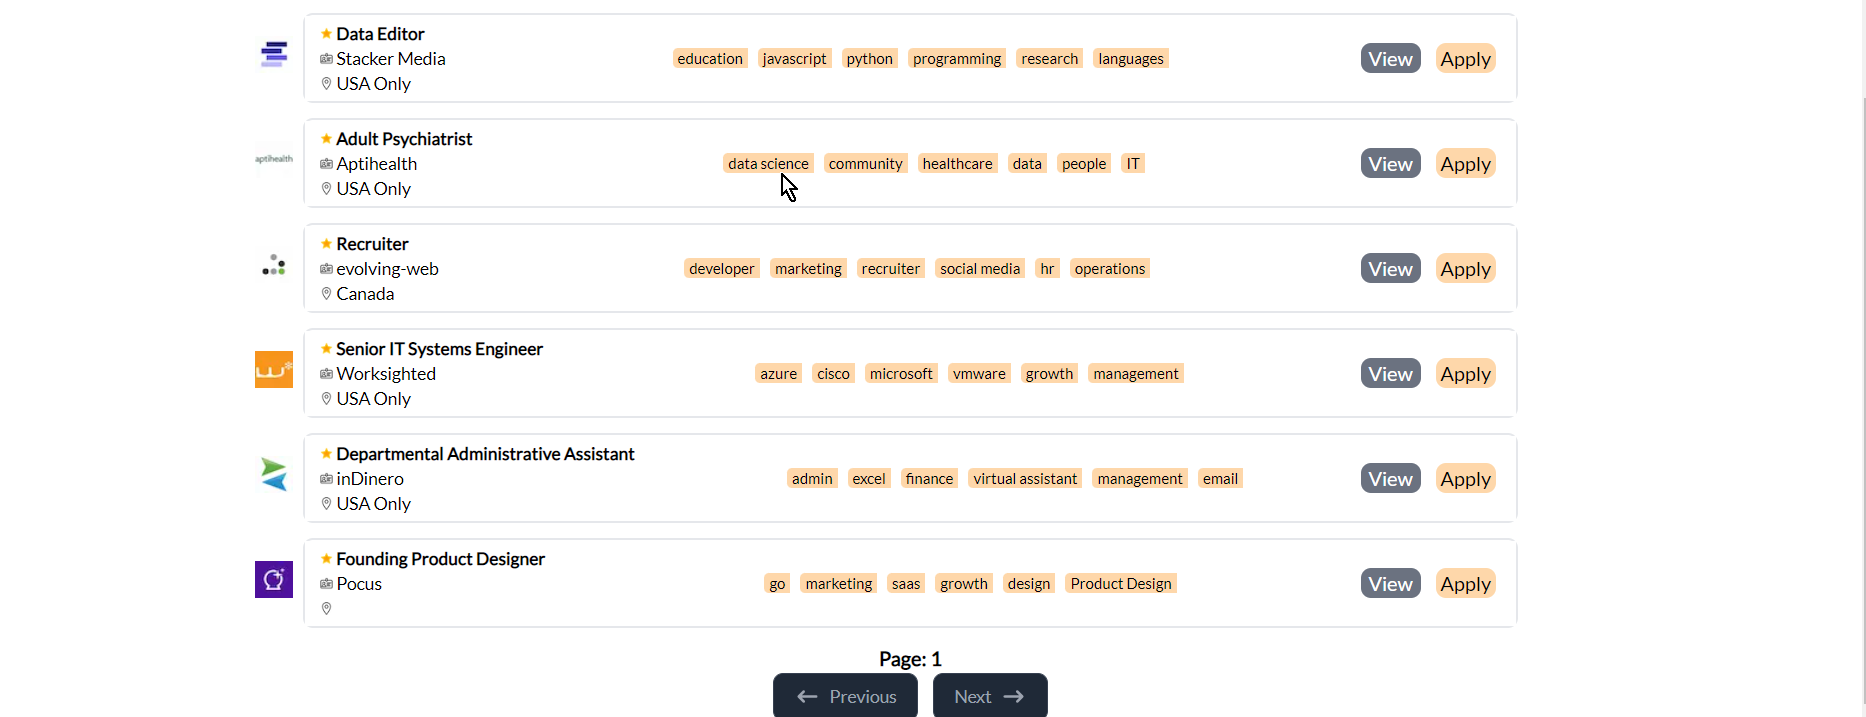 Data Editor
Stacker Media
USA Only
education javascript python programming research languages
View Apply
aptihealth
Adult Psychiatrist
Aptihealth
USA Only
data science community healthcare data people IT
View Apply
Recruiter
evolving-web
Canada
developer marketing recruiter social media hr operations
View Apply
w*
Senior IT Systems Engineer
Worksighted
USA Only
azure cisco microsoft vmware growth management
View Apply
Departmental Administrative Assistant
inDinero
USA Only
admin excel finance virtual assistant management email
View Apply
Founding Product Designer
Pocus
go marketing saas growth design Product Design
View Apply
Page: 1
Previous Next